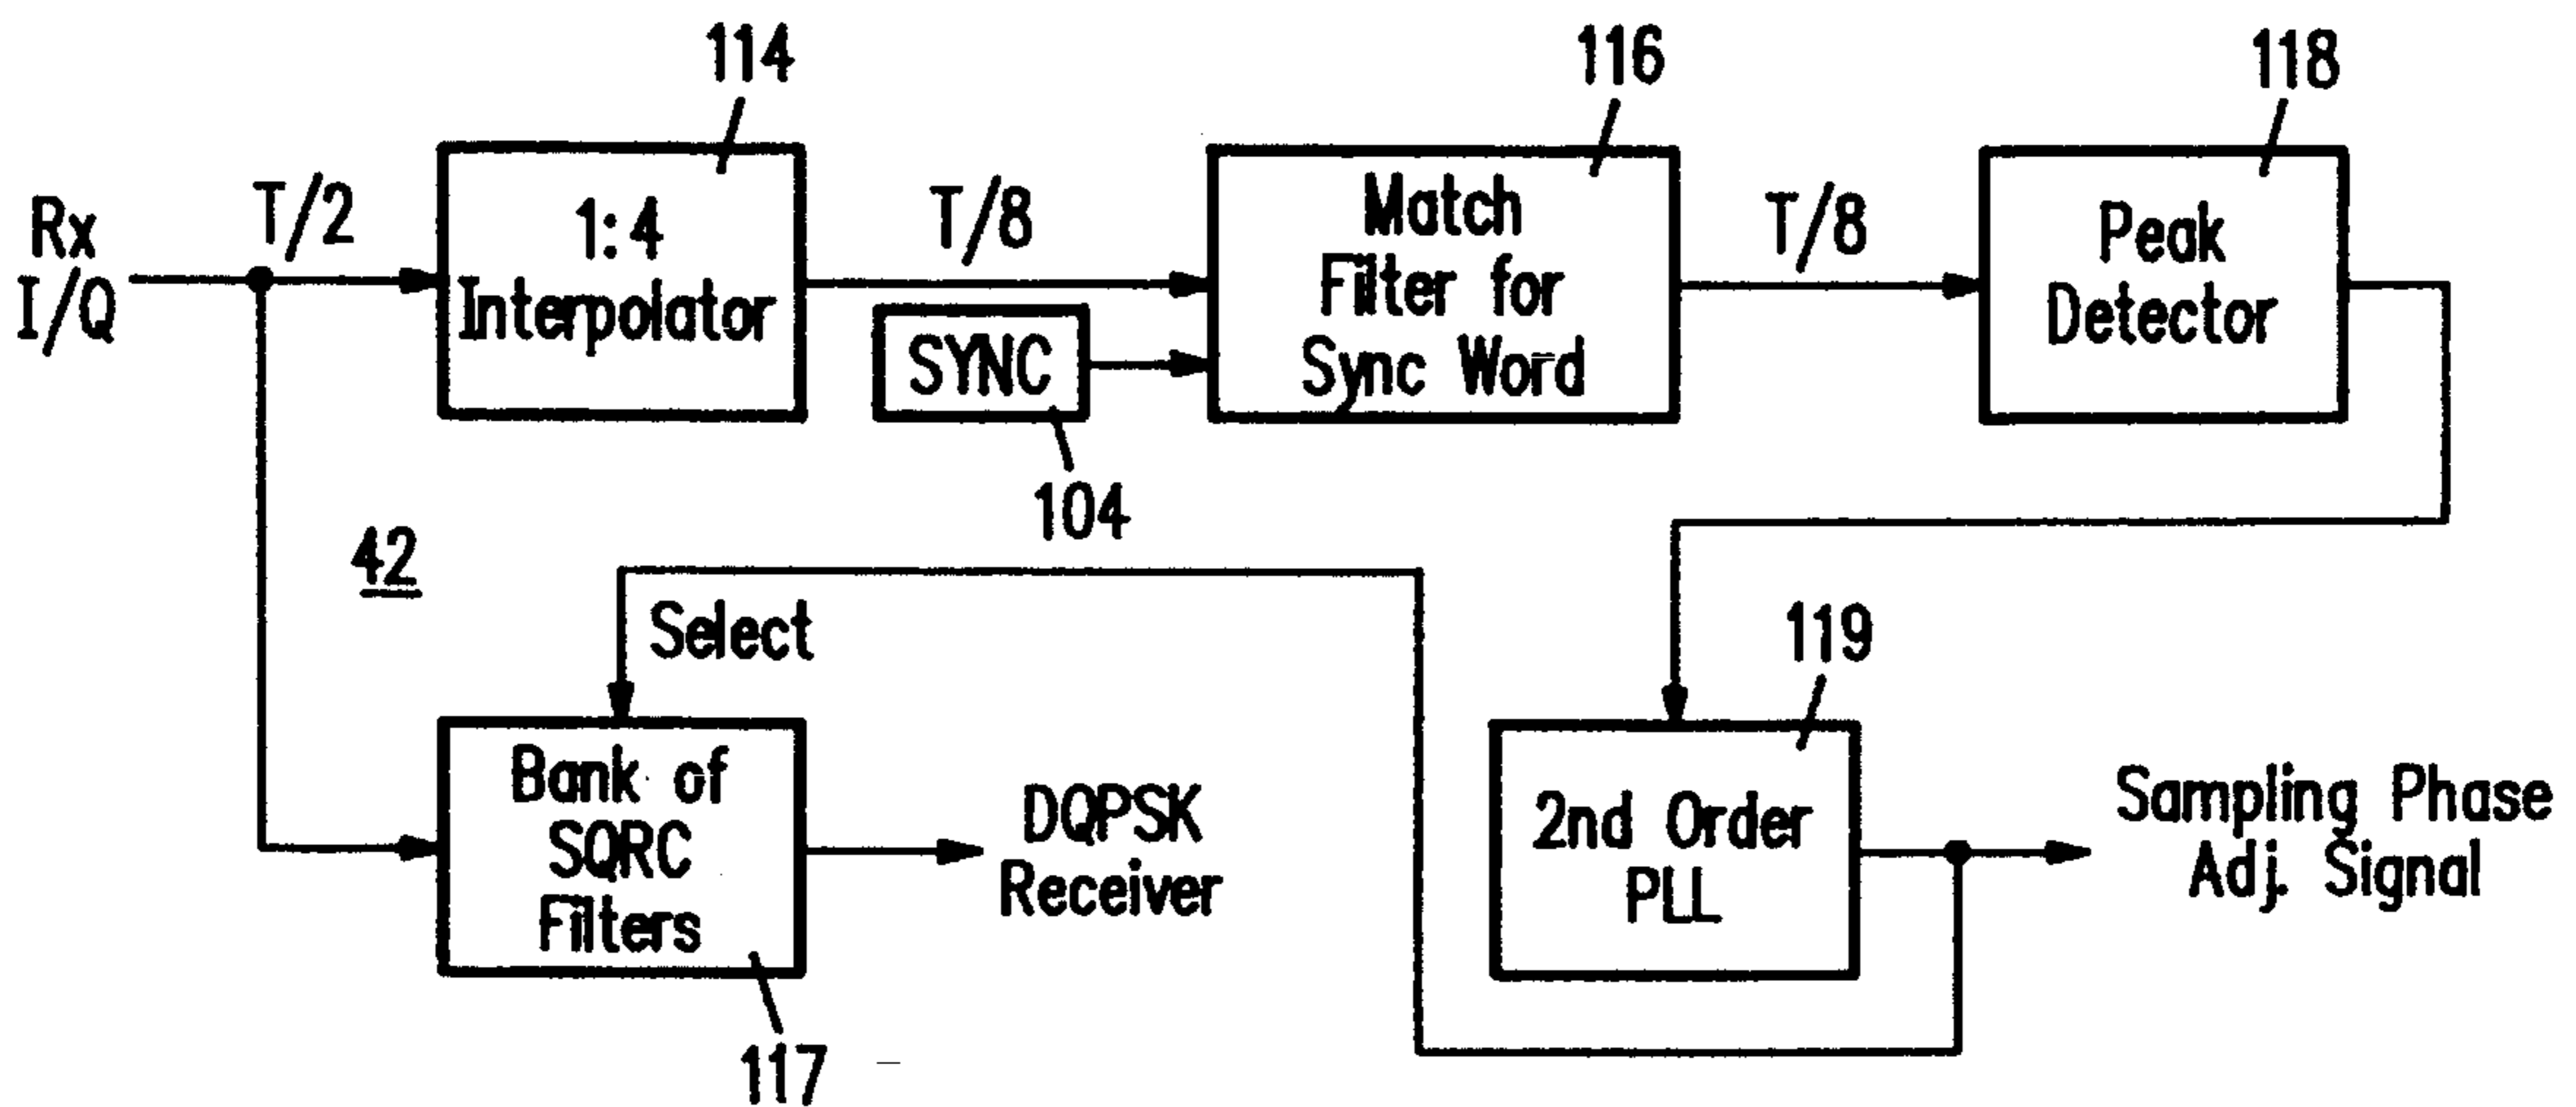 114
116
118
Rx
I/Q
T/2
1:4
Interpolator
T/8
SYNC
104
Match
Filter for
Sync Word
T/8
Peak
Detector
42
Select
119
Bank of
SQRC
Filters
117
DQPSK
Receiver
2nd Order
PLL
Sampling Phase
Adj. Signal